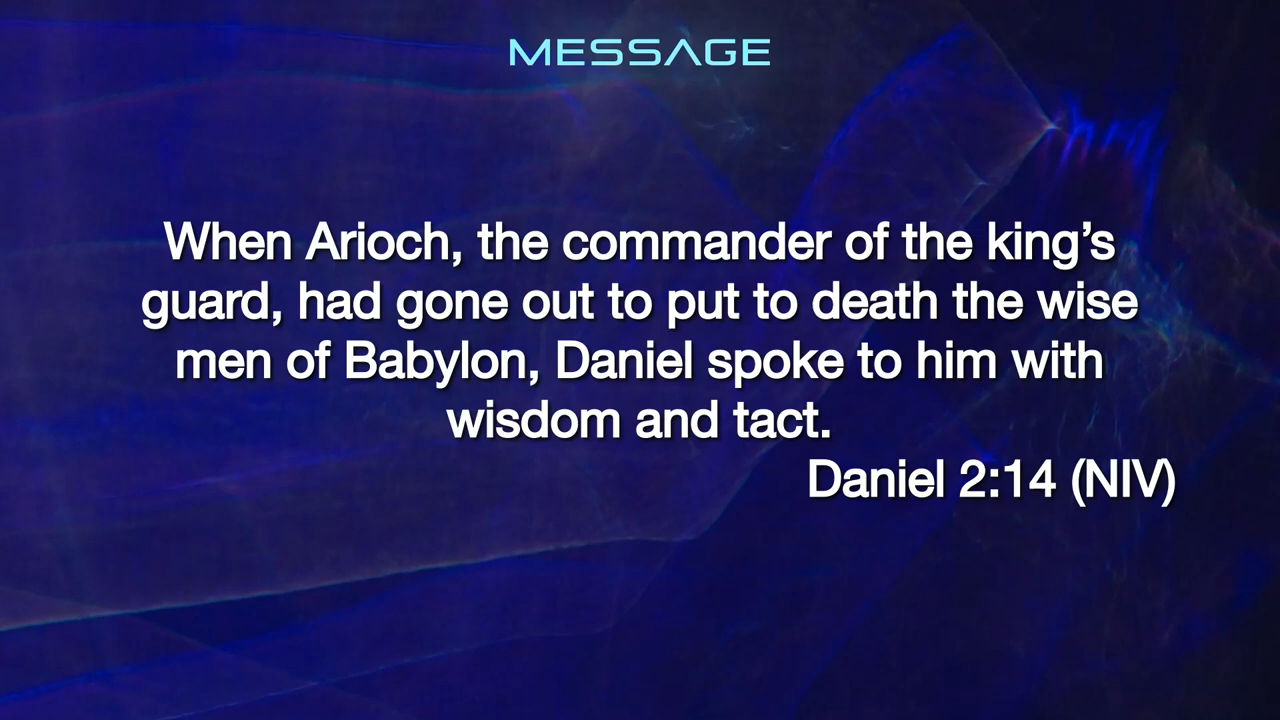 MESSAGE
When Arioch, the commander of the king’s
guard, had gone out to put to death the wise
men of Babylon, Daniel spoke to him with
wisdom and tact.
Daniel 2:14 (NIV)